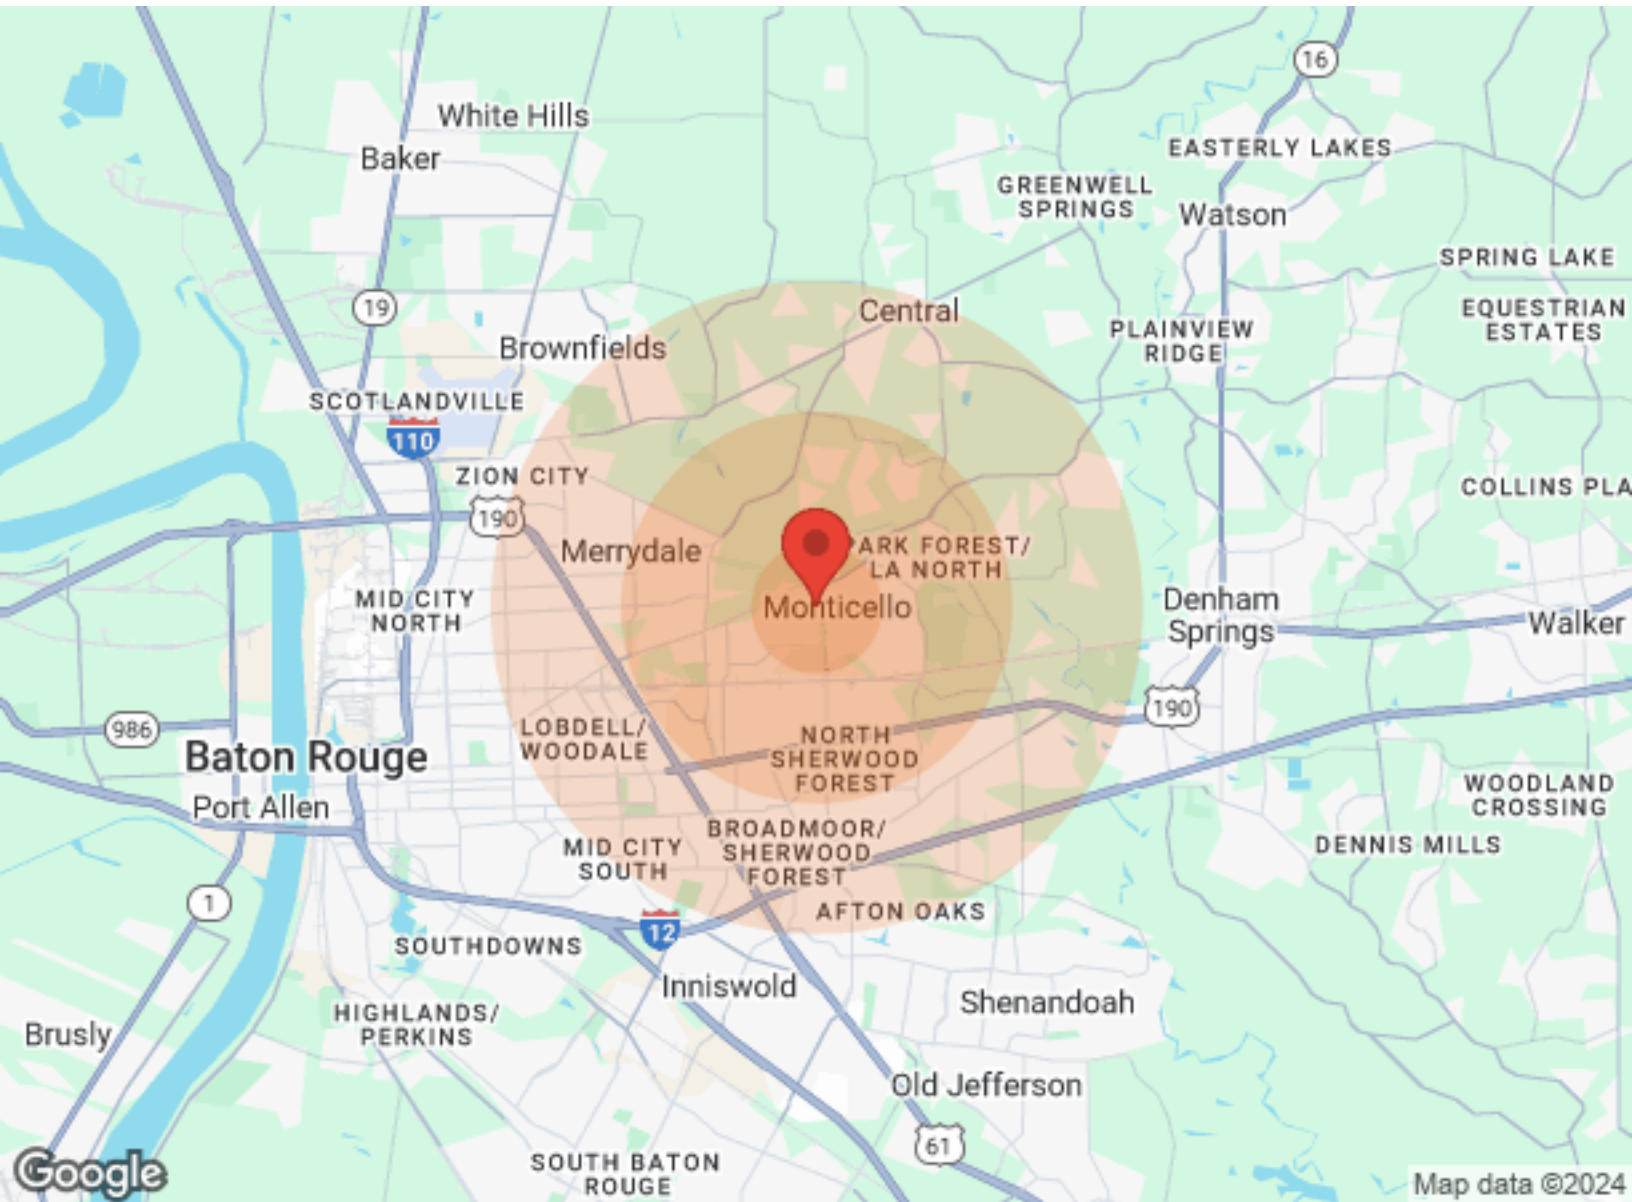 16
White Hills
EASTERLY LAKES
Baker
GREENWELL
SPRINGS
Watson
SPRING LAKE
19
Central
EQUESTRIAN
ESTATES
PLAINVIEW
RIDGE
Brownfields
SCOTLANDVILLE
110
ZION CITY
COLLINS PLA
190
Merrydale
ARK FOREST/
LA NORTH
MID CITY
NORTH
Monticello
Denham
Springs
Walker
190
986
LOBDELL/
WOODALE
NORTH
SHERWOOD
FOREST
Baton Rouge
Port Allen
WOODLAND
CROSSING
BROADMOOR/
SHERWOOD
FOREST
MID CITY
SOUTH
DENNIS MILLS
1
AFTON OAKS
12
SOUTHDOWNS
Inniswold
Shenandoah
HIGHLANDS/
PERKINS
Brusly
Old Jefferson
61
SOUTH BATON
ROUGE
Google
Map data ©2024